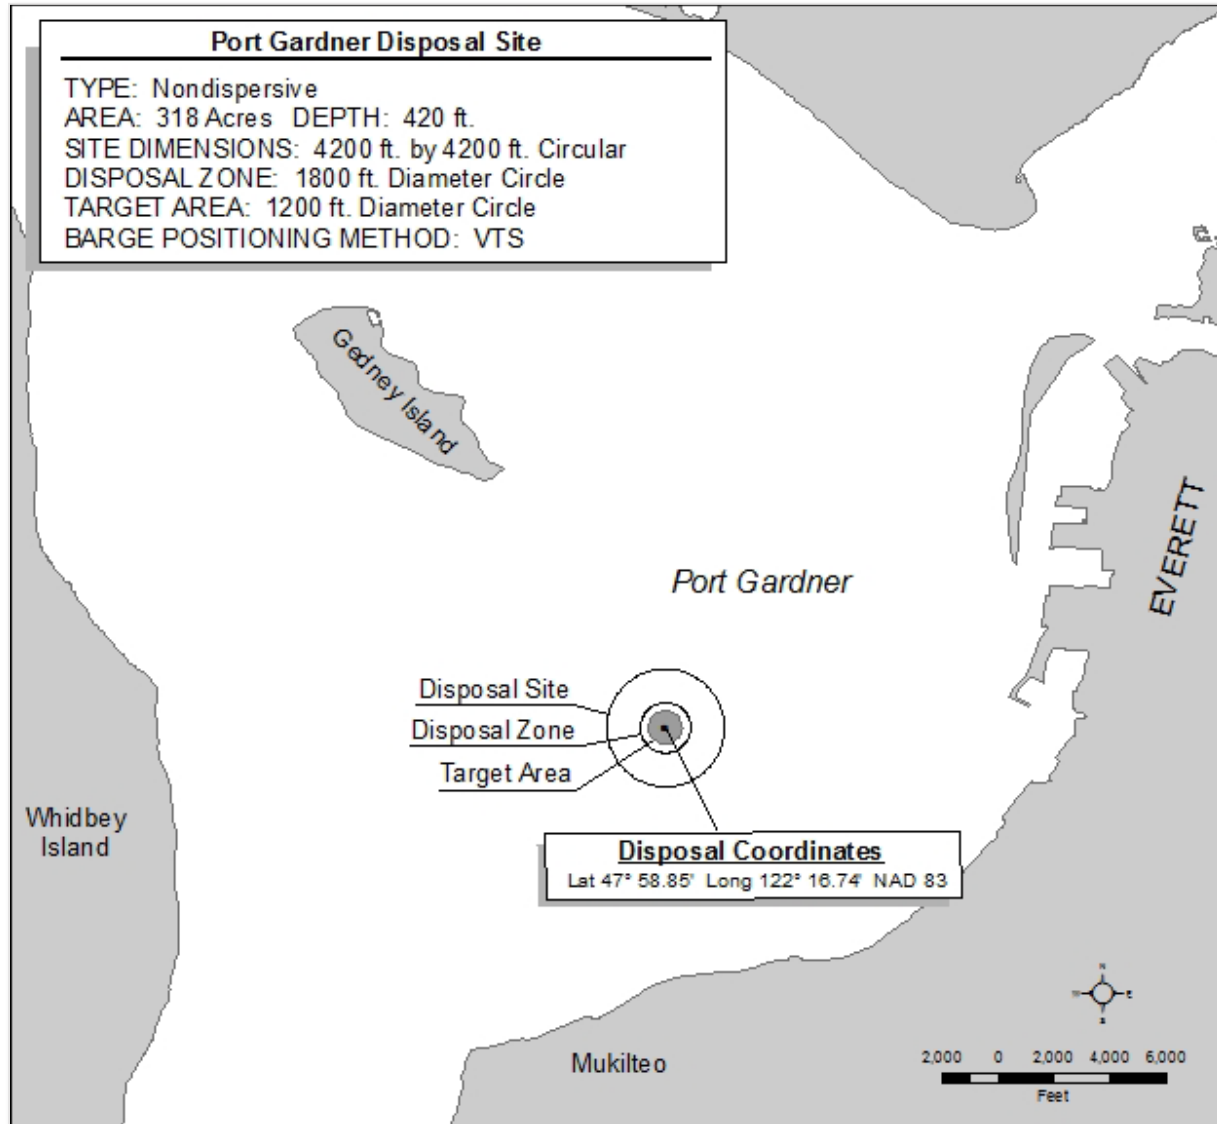 Port Gardner Disposal Site
TYPE: Nondispersive
AREA: 318 Acres DEPTH: 420 ft.
SITE DIMENSIONS: 4200 ft. by 4200 ft. Circular
DISPOSAL ZONE: 1800 ft. Diameter Circle
TARGET AREA: 1200 ft. Diameter Circle
BARGE POSITIONING METHOD: VTS
Gedney Island
EVERETT
Port Gardner
Disposal Site
Disposal Zone
Target Area
Whidbey
Island
Disposal Coordinates
Lat 47° 58.85' Long 122° 16.74' NAD 83
N
W E
S
Mukilteo
2,000 0 2,000 4,000 6,000
Feet